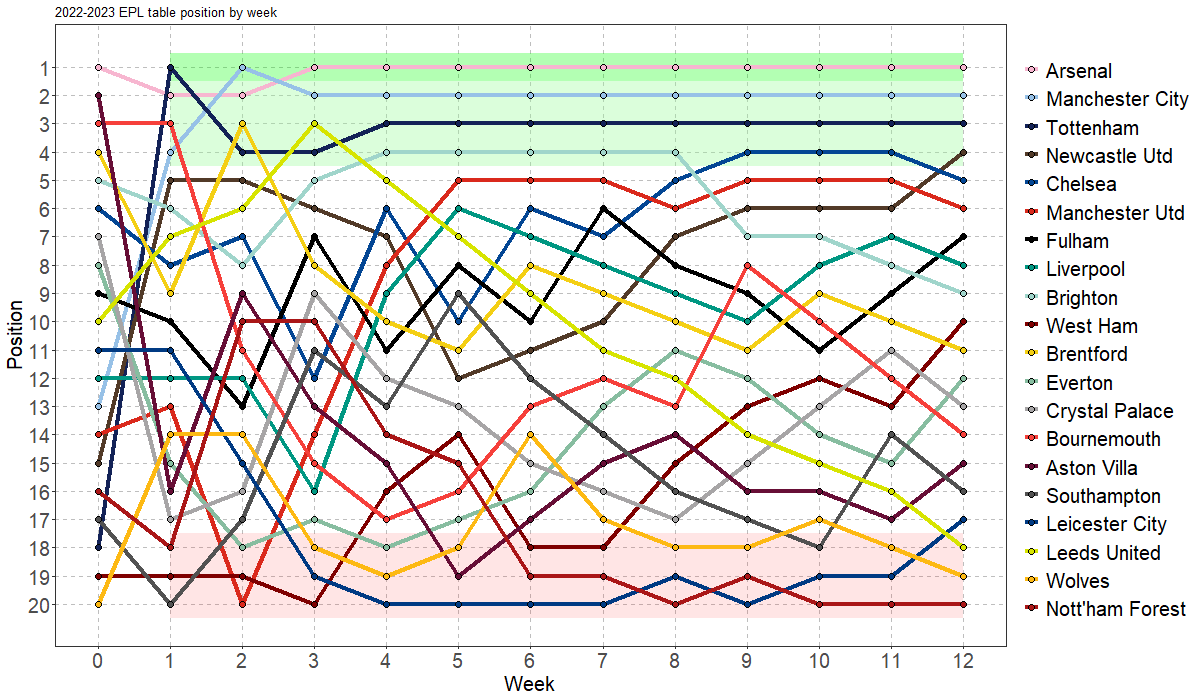 2022-2023 EPL table position by week
Position
1
2
3
4
5
6
7
8
9
10
11
12
13
14
15
16
17
18
19
20
0 1 2 3 4 5 6 7 8 9 10 11 12
Week
Arsenal
Manchester City
Tottenham
Newcastle Utd
Chelsea
Manchester Utd
Fulham
Liverpool
Brighton
West Ham
Brentford
Everton
Crystal Palace
Bournemouth
Aston Villa
Southampton
Leicester City
Leeds United
Wolves
Nott'ham Forest